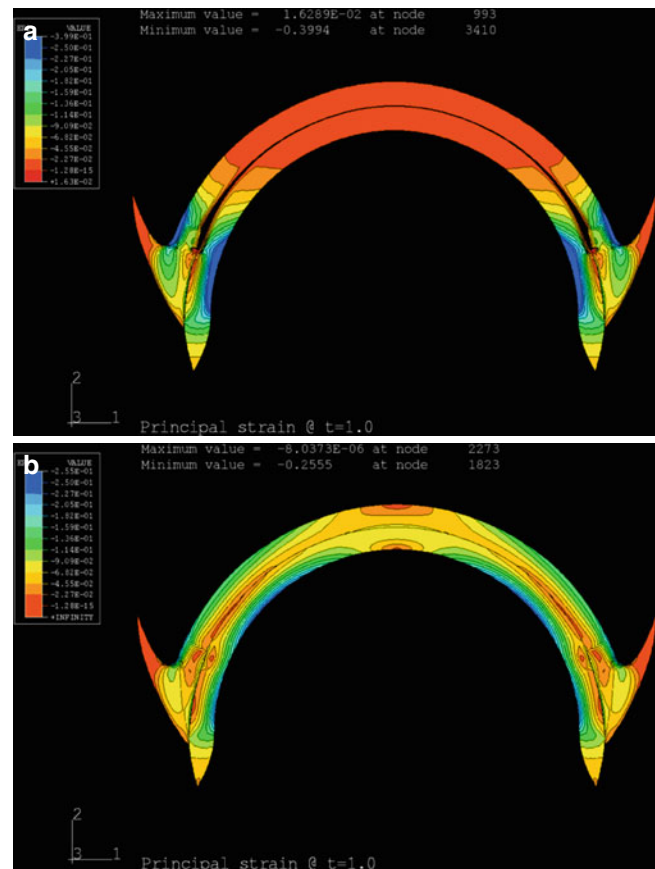 a
Maximum value = 1.6289E-02 at node 993
Minimum value = -0.3994 at node 3410
VALUE
-3.99E-01
-2.50E-01
-2.27E-01
-2.05E-01
-1.82E-01
-1.59E-01
-1.36E-01
-1.14E-01
-9.09E-02
-6.82E-02
-4.55E-02
-2.27E-02
-1.28E-15
+1.63E-02
2
3 1
Principal strain @ t=1.0
b
Maximum value = -8.0373E-06 at node 2273
Minimum value = -0.2555 at node 1823
VALUE
-2.55E-01
-2.50E-01
-2.27E-01
-2.05E-01
-1.82E-01
-1.59E-01
-1.36E-01
-1.14E-01
-9.09E-02
-6.82E-02
-4.55E-02
-2.27E-02
-1.28E-15
+INFINITY
2
3 1
Principal strain @ t=1.0